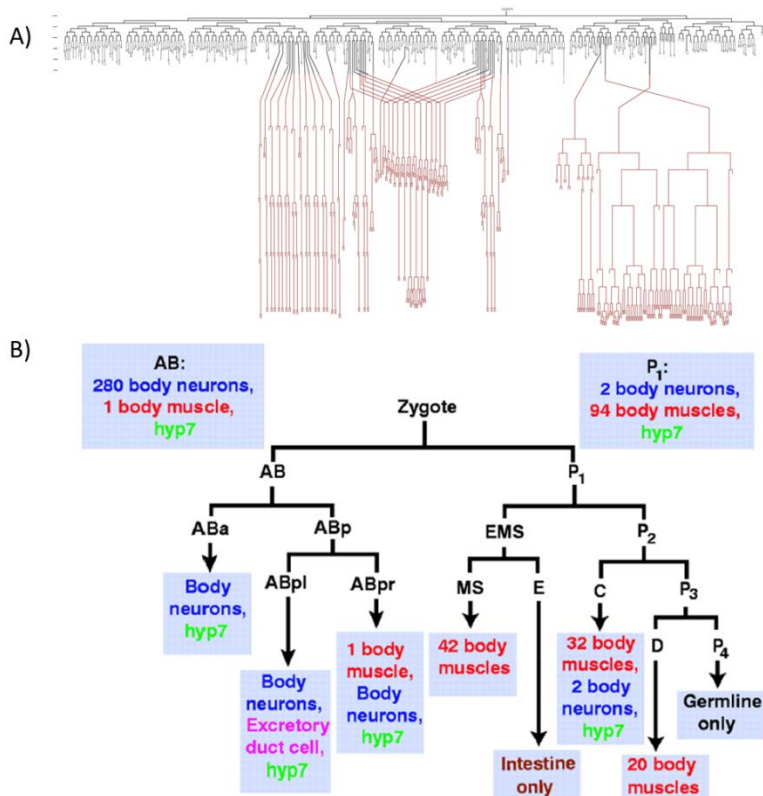 A)
B)
AB:
280 body neurons,
1 body muscle,
hyp7
P1:
2 body neurons,
94 body muscles,
hyp7
Zygote
AB
P1
ABa
ABp
EMS
P2
ABpl
ABpr
MS
E
C
P3
D
P4
Body
neurons,
hyp7
Body
neurons,
Excretory
duct cell,
hyp7
1 body
muscle,
Body
neurons,
hyp7
42 body
muscles
Intestine
only
32 body
muscles,
2 body
neurons,
hyp7
20 body
muscles
Germline
only